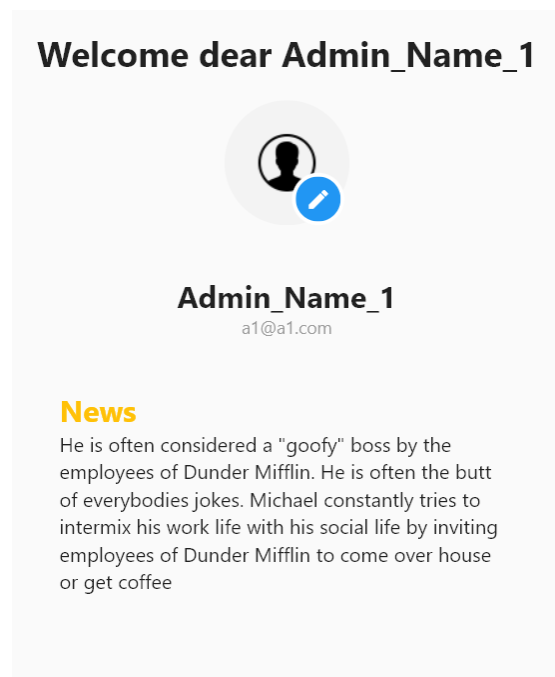 Welcome dear Admin_Name_1
Admin_Name_1
a1@a1.com
News
He is often considered a "goofy" boss by the
employees of Dunder Mifflin. He is often the butt
of everybodies jokes. Michael constantly tries to
intermix his work life with his social life by inviting
employees of Dunder Mifflin to come over house
or get coffee